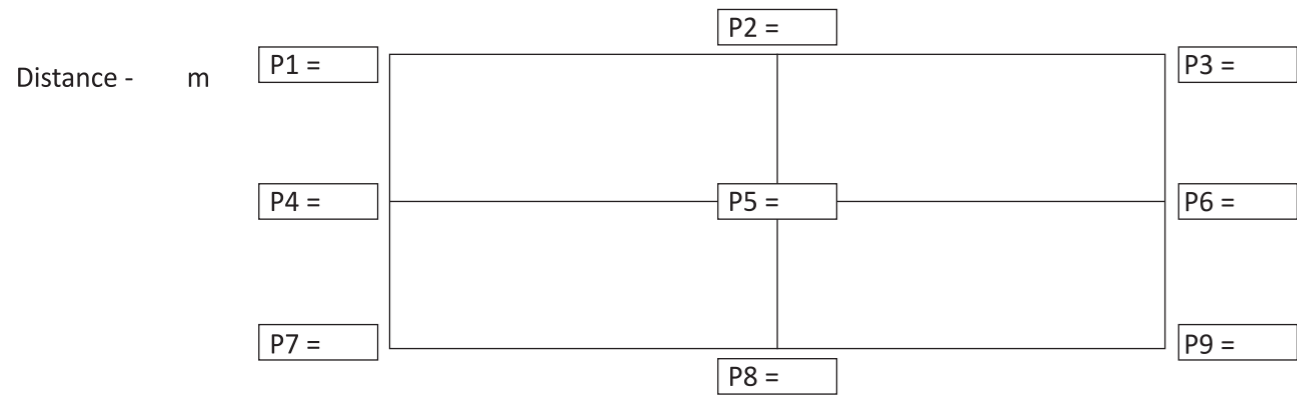 P2 =
Distance - m
P1 =
P3 =
P4 =
P5 =
P6 =
P7 =
P9 =
P8 =